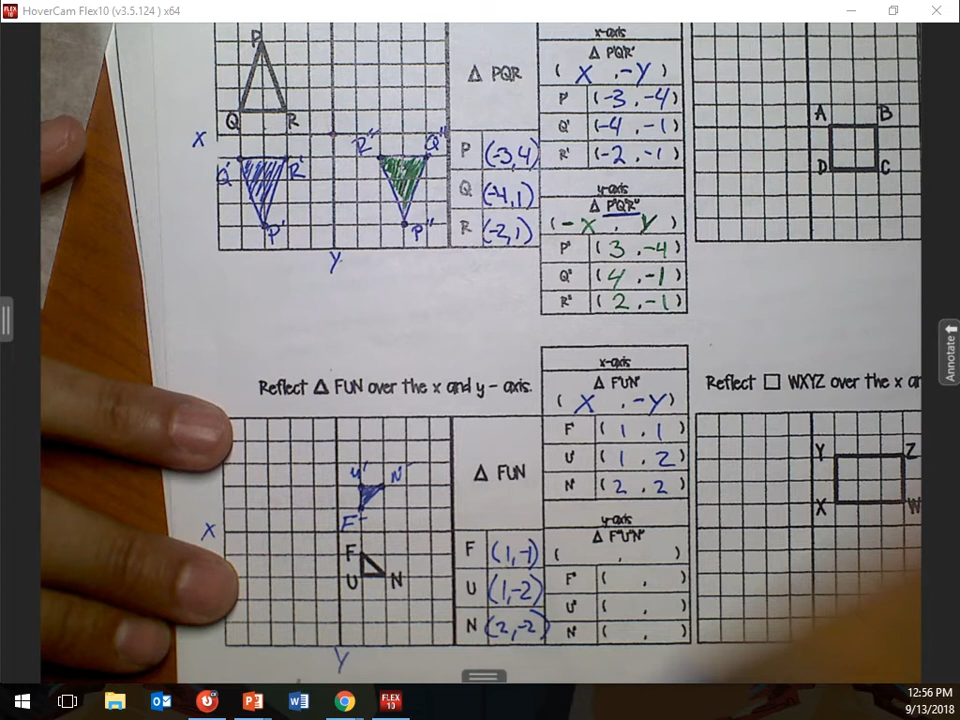 HoverCam Flex10 (v3.5.124 ) x64
P
Q R
X
Q' R'
P'
R" Q"
P"
Y
Δ PQR
P (-3,4)
Q (-4,1)
R (-2,1)
x-axis
Δ P'Q'R'
( X , -Y )
P' (-3 , -4)
Q' (-4 , -1)
R' (-2 , -1)
y-axis
Δ P"Q"R"
(-X , Y )
P" ( 3 , -4 )
Q" ( 4 , -1 )
R" ( 2 , -1 )
A B
D C
Reflect Δ FUN over the x and y - axis.
X
U' N'
F'
F
U N
Y
Δ FUN
F (1,-1)
U (1,-2)
N (2,-2)
x-axis
Δ F'U'N'
( X , -Y )
F' ( 1 , 1 )
U' ( 1 , 2 )
N' ( 2 , 2 )
y-axis
Δ F"U"N"
( , )
F" ( , )
U" ( , )
N" ( , )
Reflect □ WXYZ over the x
Y Z
X W
Annotate
FLEX 10
12:56 PM
9/13/2018